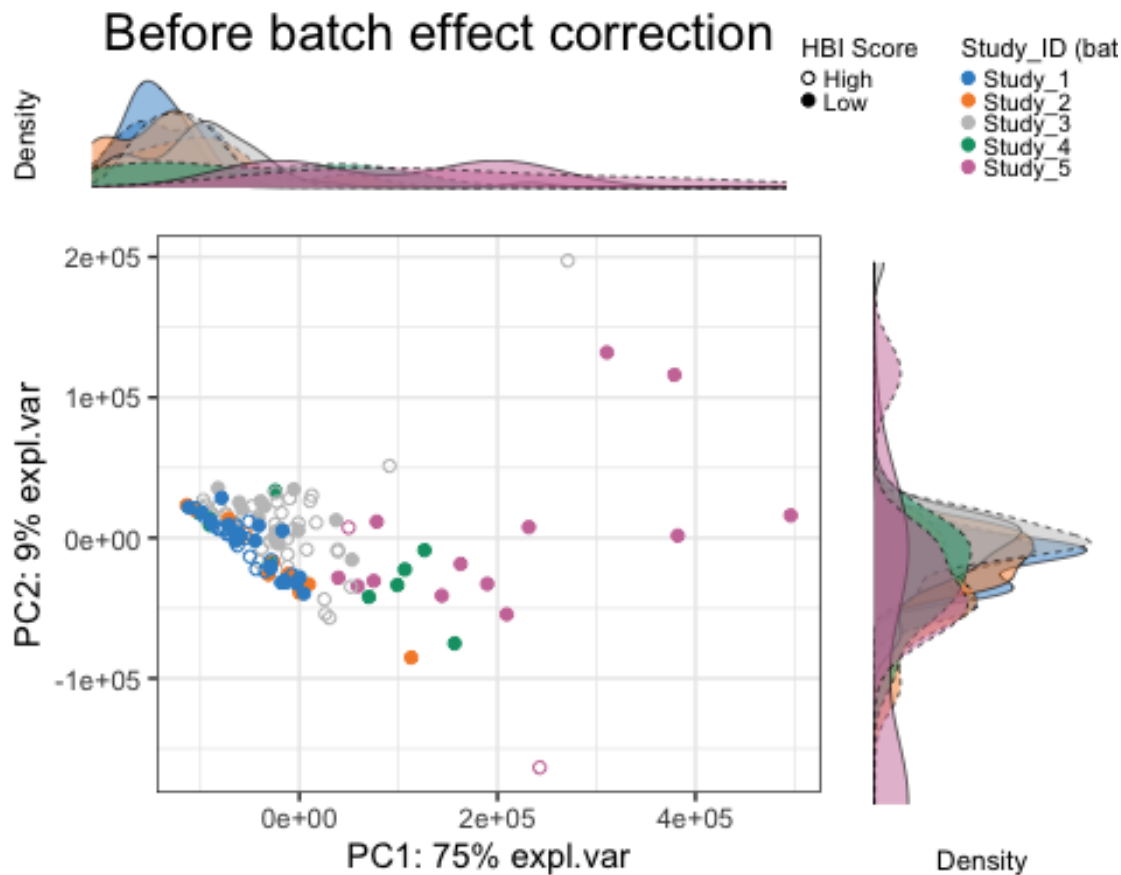 Before batch effect correction
HBI Score
High
Low
Study_ID (bat
Study_1
Study_2
Study_3
Study_4
Study_5
Density
2e+05
1e+05
0e+00
-1e+05
PC2: 9% expl.var
0e+00
2e+05
4e+05
PC1: 75% expl.var
Density